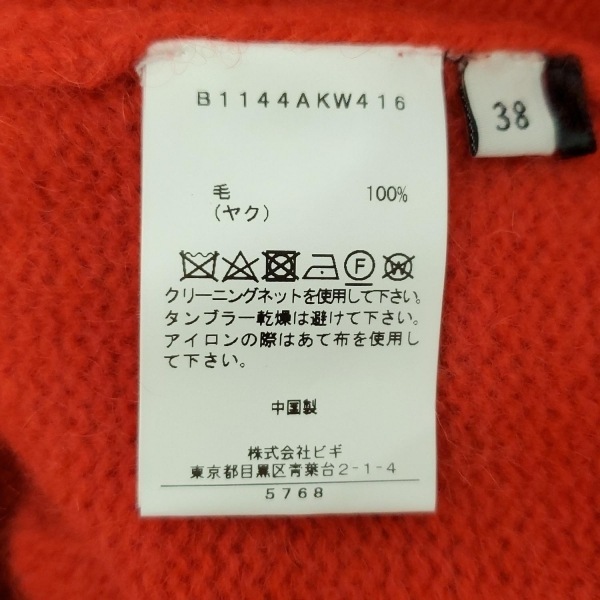 B1144AKW416
38
毛 100%
（ヤク）
F W
クリーニングネットを使用して下さい。
タンブラー乾燥は避けて下さい。
アイロンの際はあて布を使用し
て下さい。
中国製
株式会社ビギ
東京都目黒区青葉台2-1-4
5768